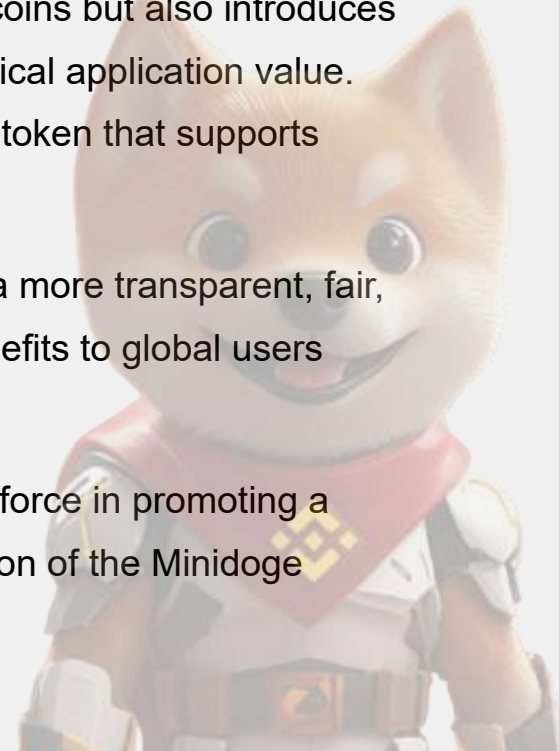 coins but also introduces
ical application value.
token that supports
a more transparent, fair,
efits to global users
force in promoting a
on of the Minidoge